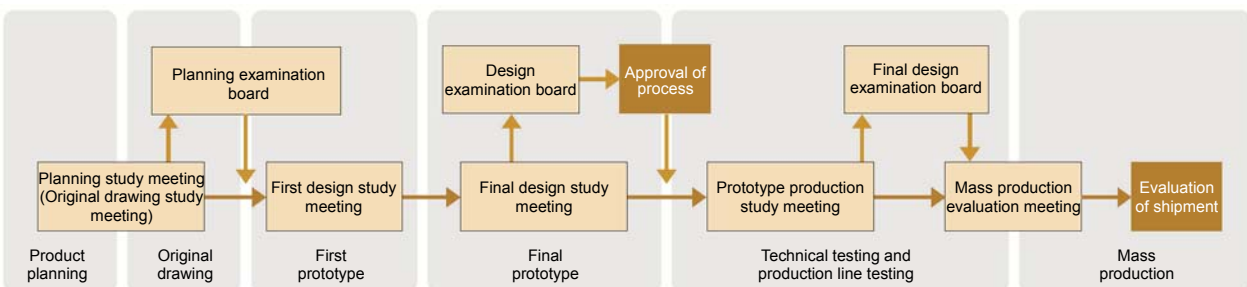 Planning examination
board
Design
examination board
Approval of
process
Final design
examination board
Planning study meeting
(Original drawing study
meeting)
First design study
meeting
Final design study
meeting
Prototype production
study meeting
Mass production
evaluation meeting
Evaluation
of shipment
Product
planning
Original
drawing
First
prototype
Final
prototype
Technical testing and
production line testing
Mass
production